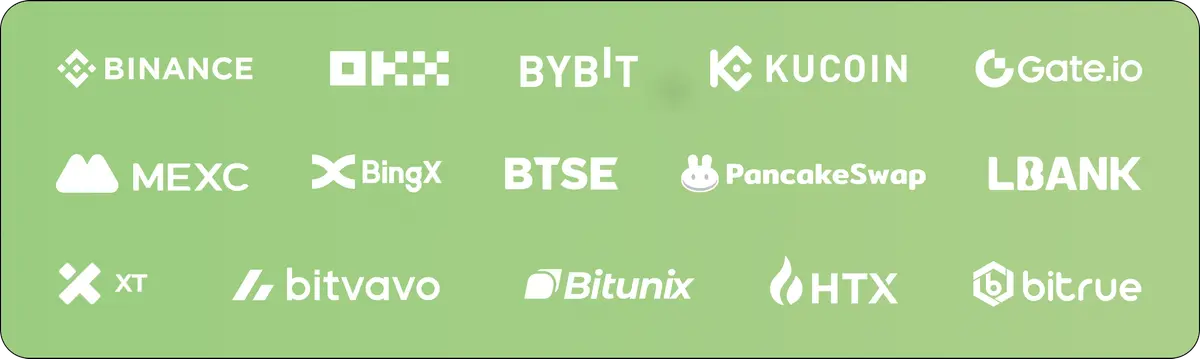 BINANCE OKX BYBIT KUCOIN Gate.io
MEXC BingX BTSE PancakeSwap LBANK
XT bitvavo Bitunix HTX bitrue